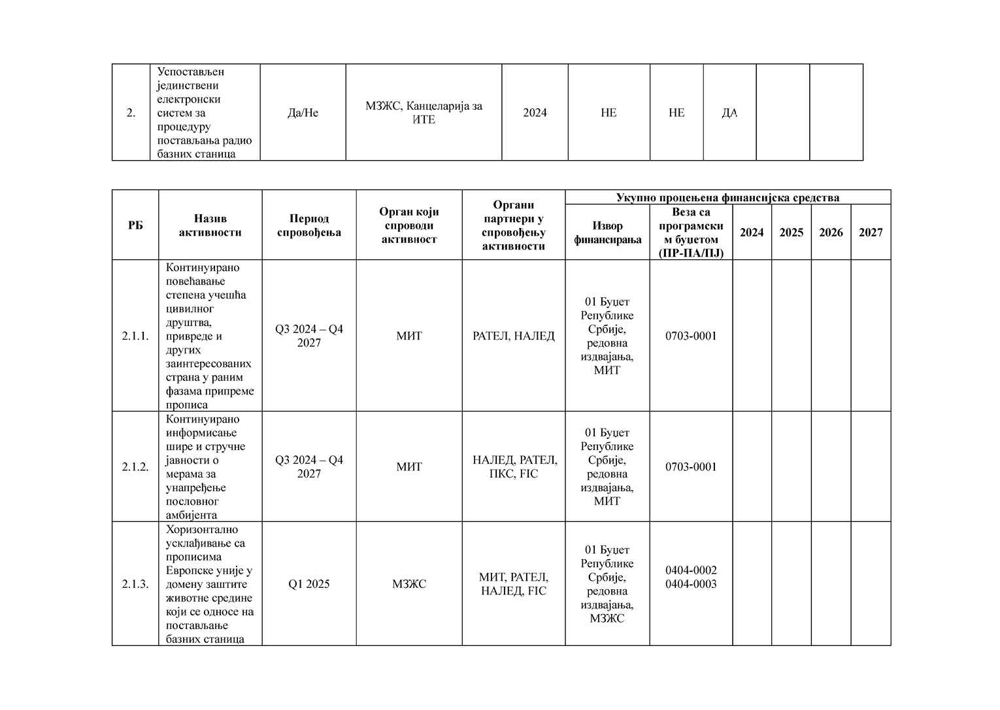 2.
Успостављен
јединствени
електронски
систем за
процедуру
постављања радио
базних станица
Да/Не
МЗЖС, Канцеларија за
ИТЕ
2024
НЕ
НЕ
ДА
РБ
Назив
активности
Период
спровођења
Орган који
спроводи
активност
Органи
партнери у
спровођењу
активности
Укупно процењена финансијска средства
Извор
финансирања
Веза са
програмски
м буџетом
(ПР-ПА/ПЈ)
2024
2025
2026
2027
2.1.1.
Континуирано
повећавање
степена учешћа
цивилног
друштва,
привреде и
других
заинтересованих
страна у раним
фазама припреме
прописа
Q3 2024 – Q4
2027
МИТ
РАТЕЛ, НАЛЕД
01 Буџет
Републике
Србије,
редовна
издвајања,
МИТ
0703-0001
2.1.2.
Континуирано
информисање
шире и стручне
јавности о
мерама за
унапређење
пословног
амбијента
Q3 2024 – Q4
2027
МИТ
НАЛЕД, РАТЕЛ,
ПКС, FIC
01 Буџет
Републике
Србије,
редовна
издвајања,
МИТ
0703-0001
2.1.3.
Хоризонтално
усклађивање са
прописима
Европске уније у
домену заштите
животне средине
који се односе на
постављање
базних станица
Q1 2025
МЗЖС
МИТ, РАТЕЛ,
НАЛЕД, FIC
01 Буџет
Републике
Србије,
редовна
издвајања,
МЗЖС
0404-0002
0404-0003